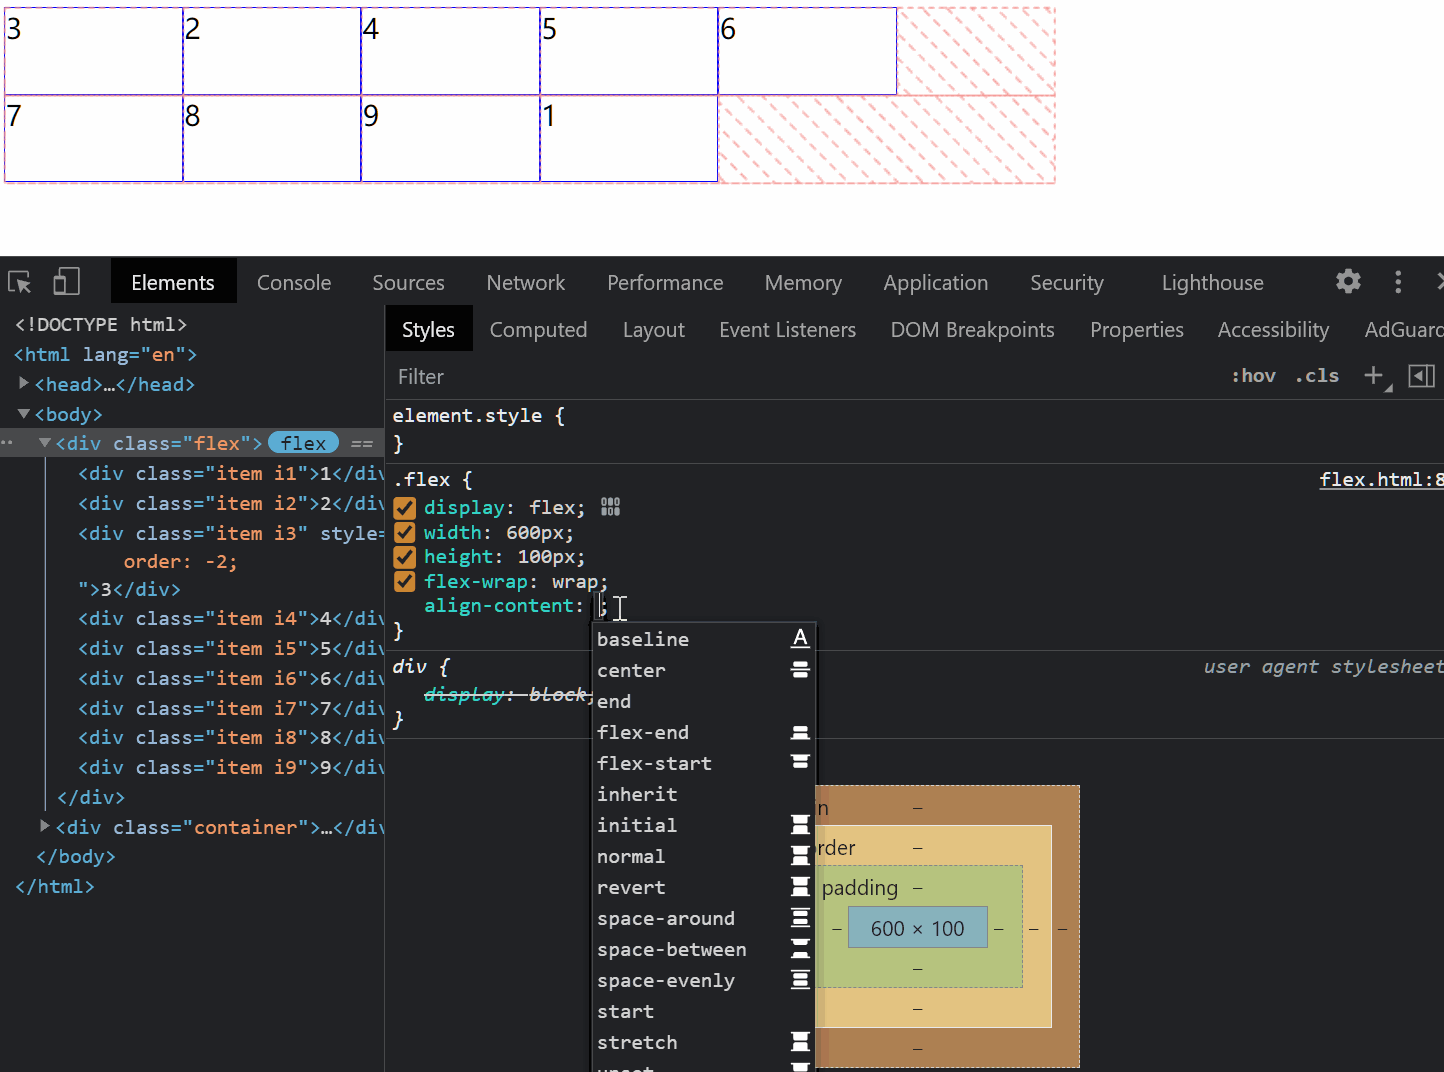 3 2 4 5 6
7 8 9 1
Elements Console Sources Network Performance Memory Application Security Lighthouse
<!DOCTYPE html>
<html lang="en">
<head>…</head>
<body>
<div class="flex"> flex ==
<div class="item i1">1</div
<div class="item i2">2</div
<div class="item i3" style=
order: -2;
">3</div>
<div class="item i4">4</div
<div class="item i5">5</div
<div class="item i6">6</div
<div class="item i7">7</div
<div class="item i8">8</div
<div class="item i9">9</div
</div>
<div class="container">…</div
</body>
</html>
Styles Computed Layout Event Listeners DOM Breakpoints Properties Accessibility AdGuard
Filter :hov .cls
element.style {
}
.flex { flex.html:8
display: flex;
width: 600px;
height: 100px;
flex-wrap: wrap;
align-content: ;
}
div { user agent stylesheet
display: block;
}
baseline
center
end
flex-end
flex-start
inherit
initial
normal
revert
space-around
space-between
space-evenly
start
stretch
padding –
600 × 100